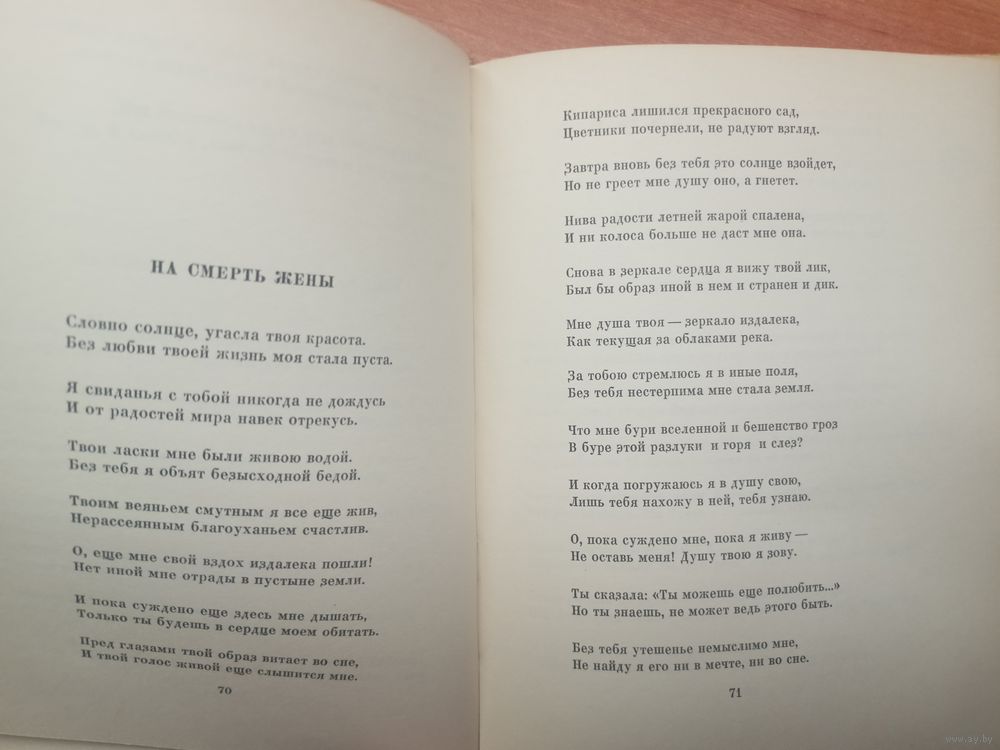 НА СМЕРТЬ ЖЕНЫ
Словно солнце, угасла твоя красота.
Без любви твоей жизнь моя стала пуста.
Я свиданья с тобой никогда не дождусь
И от радостей мира навек отрекусь.
Твои ласки мне были живою водой.
Без тебя я объят безысходной бедой.
Твоим веяньем смутным я все еще жив,
Нерассеянным благоуханьем счастлив.
О, еще мне свой вздох издалека пошли!
Нет иной мне отрады в пустыне земли.
И пока суждено еще здесь мне дышать,
Только ты будешь в сердце моем обитать.
Пред глазами твой образ витает во сне,
И твой голос живой еще слышится мне.
70
Кипариса лишился прекрасного сад,
Цветники почернели, не радуют взгляд.
Завтра вновь без тебя это солнце взойдет,
Но не греет мне душу оно, а гнетет.
Нива радости летней жарой спалена,
И ни колоса больше не даст мне она.
Снова в зеркале сердца я вижу твой лик,
Был бы образ иной в нем и странен и дик.
Мне душа твоя — зеркало издалека,
Как текущая за облаками река.
За тобою стремлюсь я в иные поля,
Без тебя нестерпима мне стала земля.
Что мне бури вселенной и бешенство гроз
В буре этой разлуки и горя и слез?
И когда погружаюсь я в душу свою,
Лишь тебя нахожу в ней, тебя узнаю.
О, пока суждено мне, пока я живу —
Не оставь меня! Душу твою я зову.
Ты сказала: «Ты можешь еще полюбить...»
Но ты знаешь, не может ведь этого быть.
Без тебя утешенье немыслимо мне,
Не найду я его ни в мечте, ни во сне.
71
www.ay.by